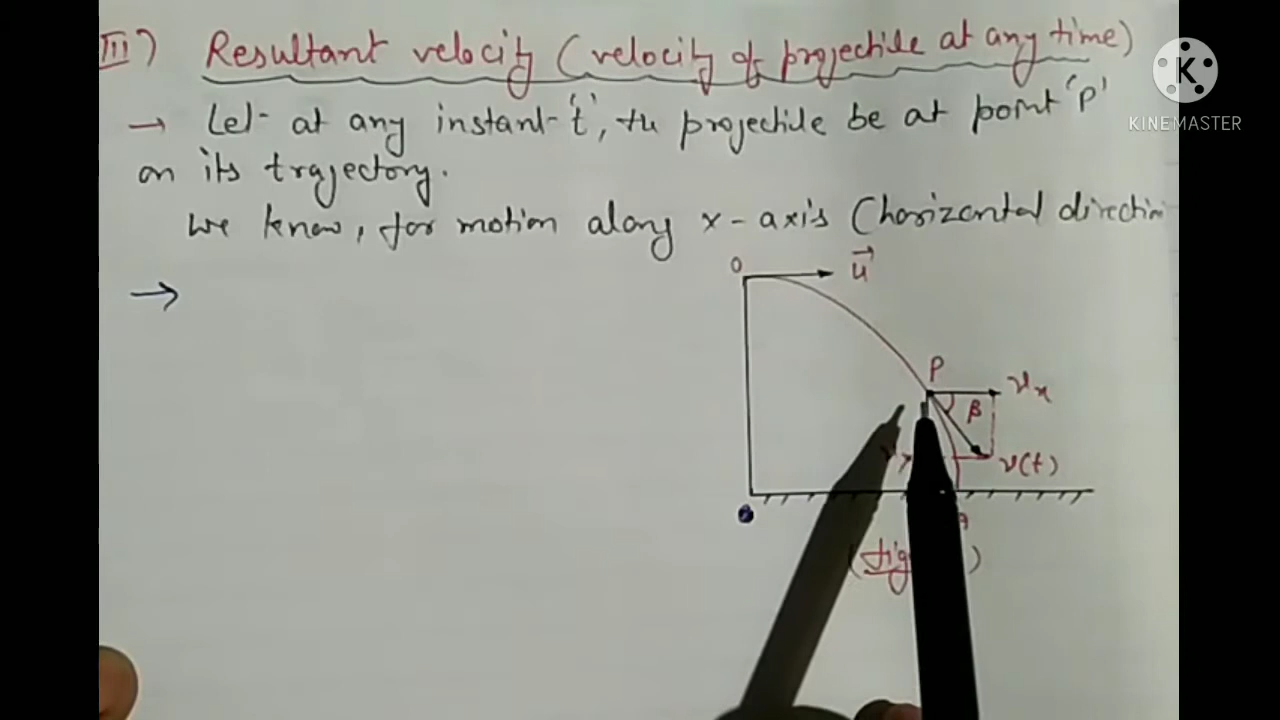 III) Resultant velocity (velocity of projectile at any time)
→ Let at any instant 't', the projectile be at point 'P'
on its trajectory.
We know, for motion along x-axis (horizontal direction
→
O u
P vx
β
v(t)
K
KINEMASTER